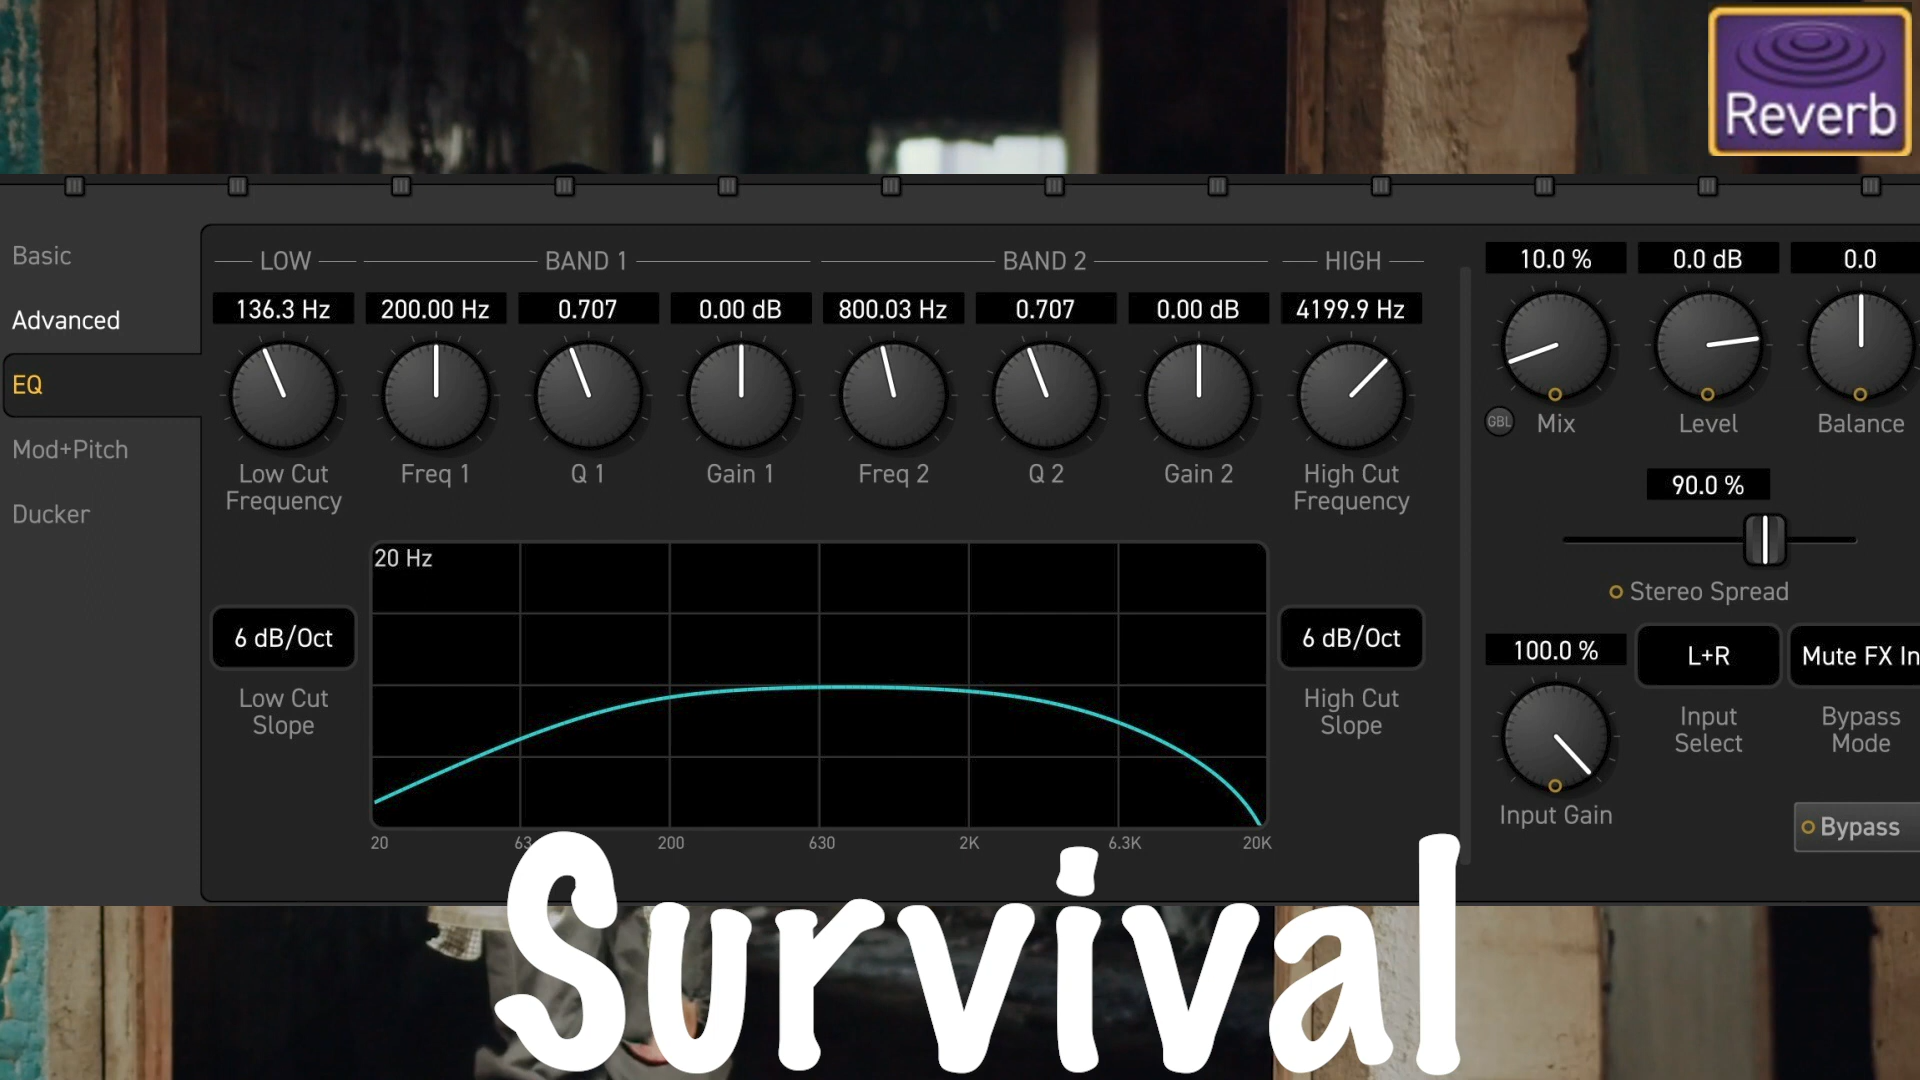 Reverb
Basic
Advanced
EQ
Mod+Pitch
Ducker
LOW BAND 1 BAND 2 HIGH
136.3 Hz 200.00 Hz 0.707 0.00 dB 800.03 Hz 0.707 0.00 dB 4199.9 Hz
Low Cut
Frequency
Freq 1
Q 1
Gain 1
Freq 2
Q 2
Gain 2
High Cut
Frequency
20 Hz
6 dB/Oct
Low Cut
Slope
6 dB/Oct
High Cut
Slope
20 63 200 630 2K 6.3K 20K
10.0 % 0.0 dB 0.0
GBL Mix Level Balance
90.0 %
Stereo Spread
100.0 %
Input Gain
L+R
Input
Select
Mute FX In
Bypass
Mode
Bypass
Survival